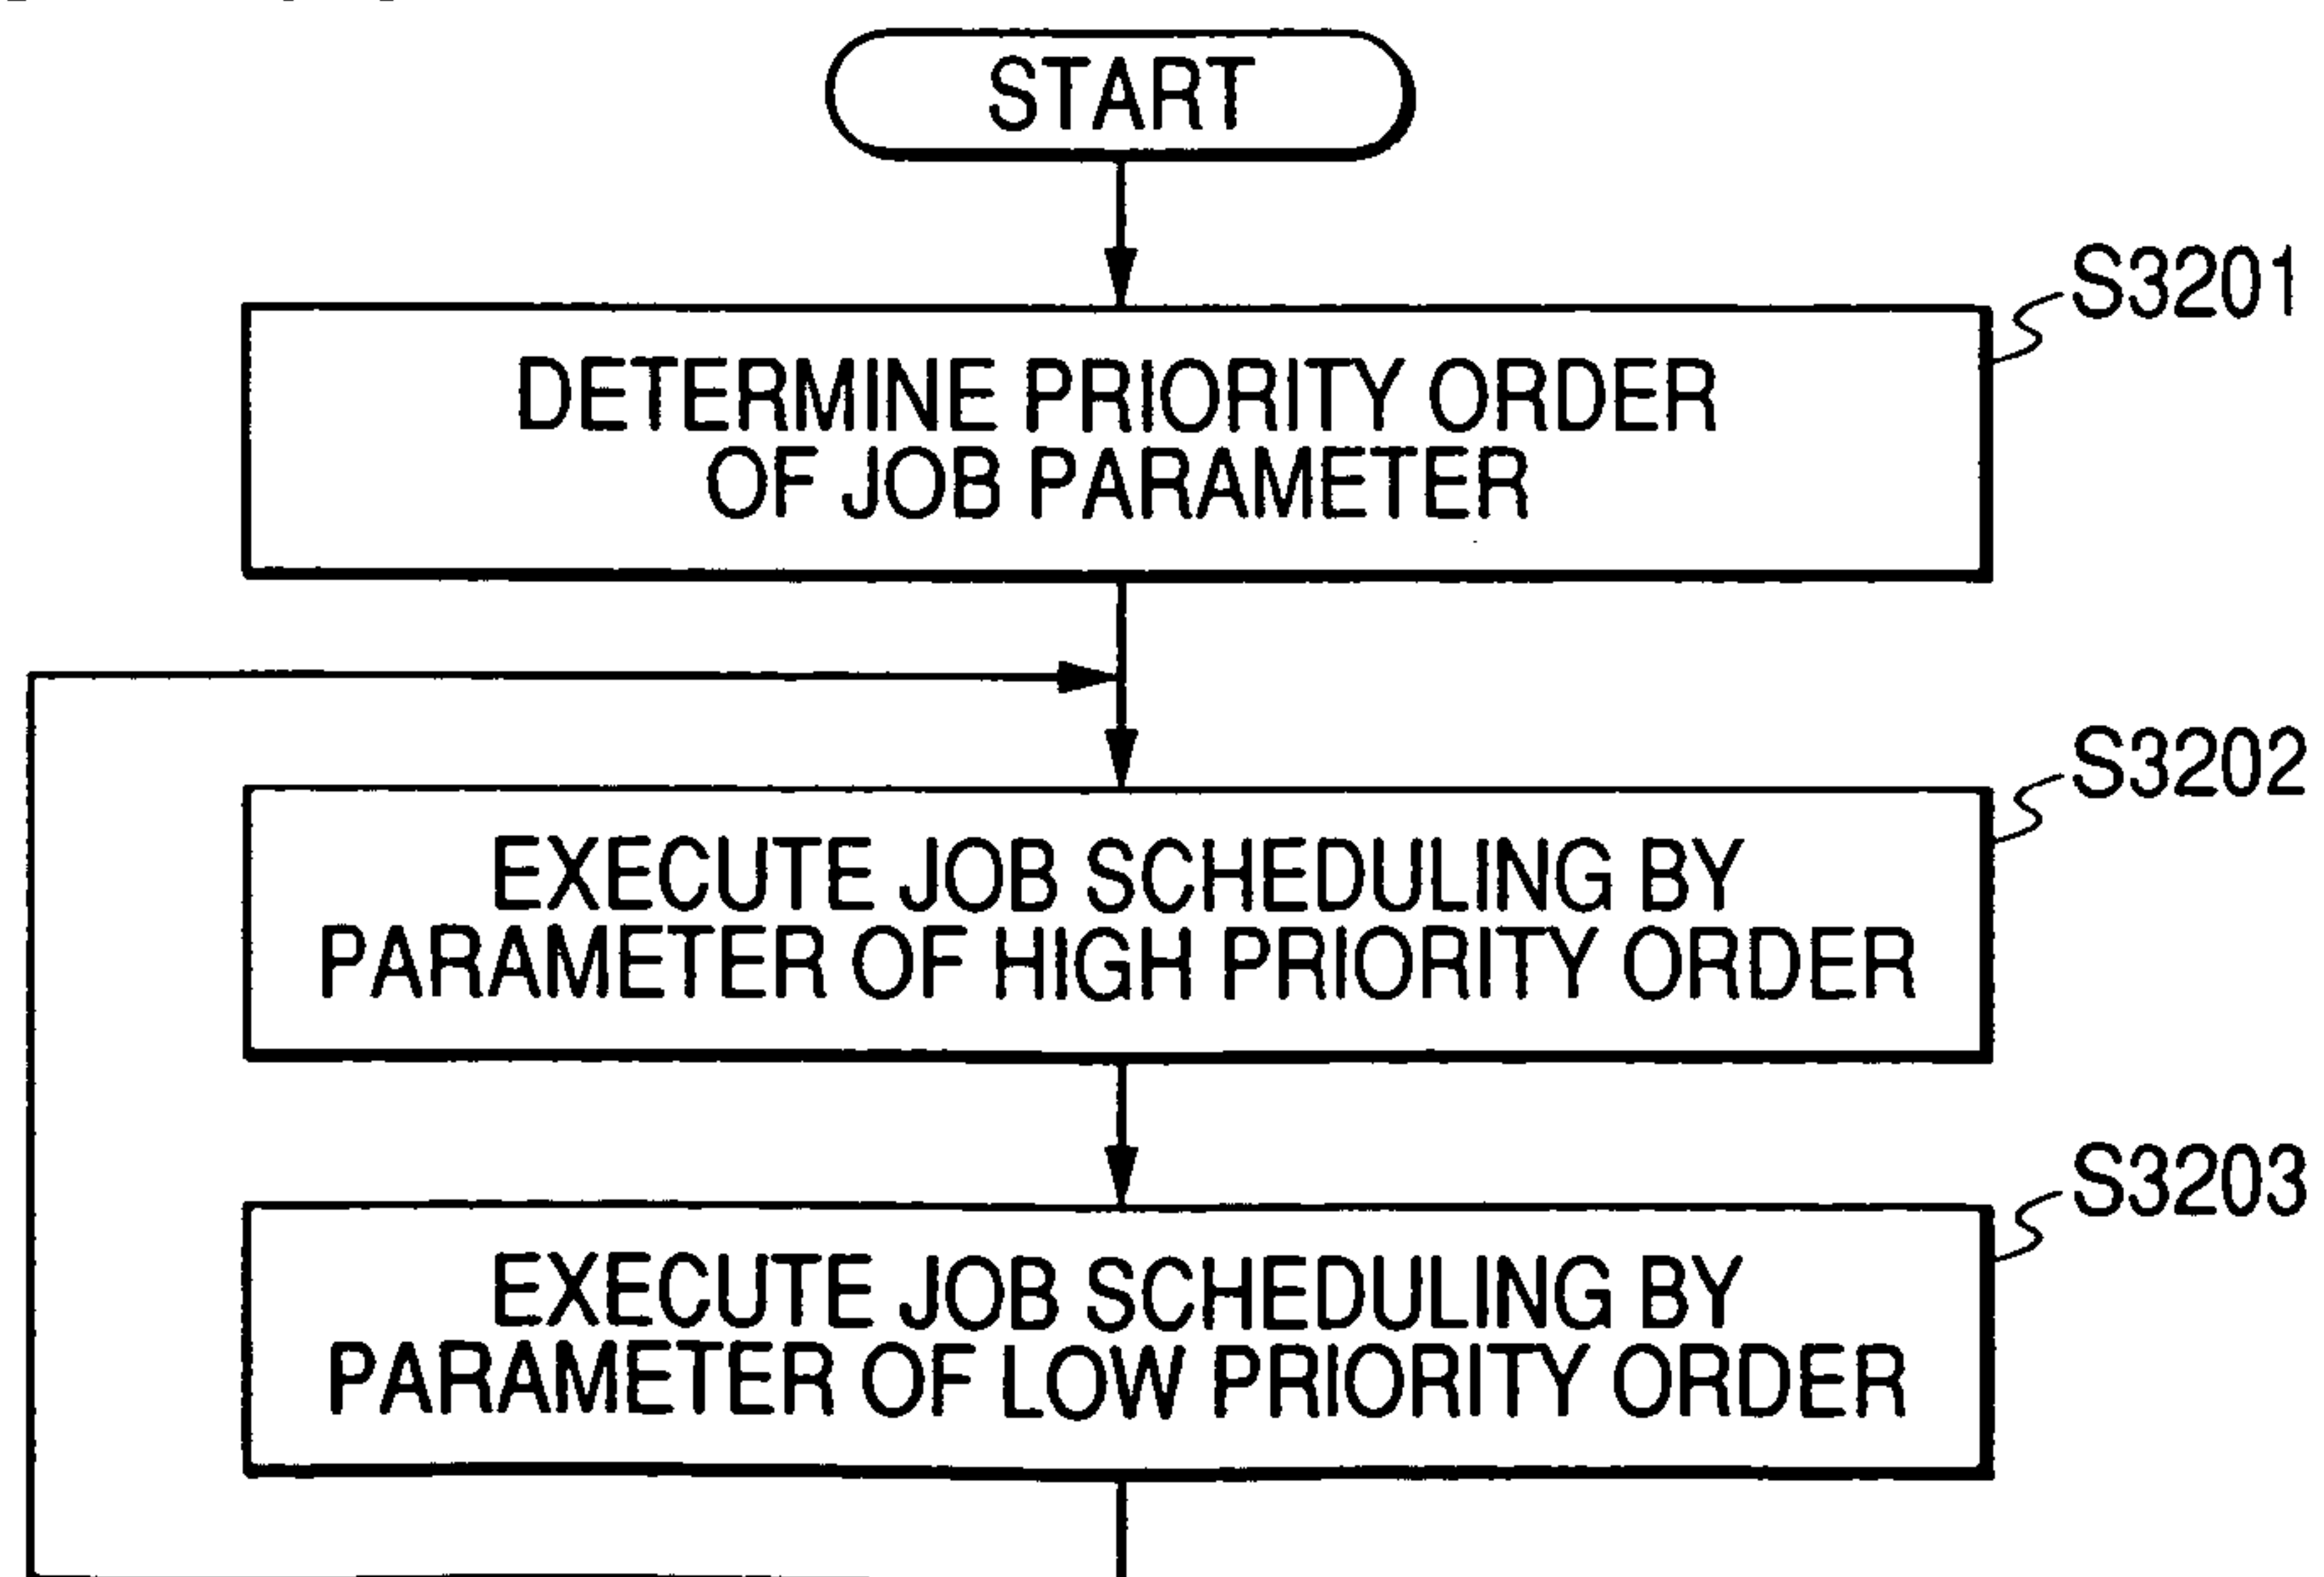 START
S3201
DETERMINE PRIORITY ORDER
OF JOB PARAMETER
S3202
EXECUTE JOB SCHEDULING BY
PARAMETER OF HIGH PRIORITY ORDER
S3203
EXECUTE JOB SCHEDULING BY
PARAMETER OF LOW PRIORITY ORDER